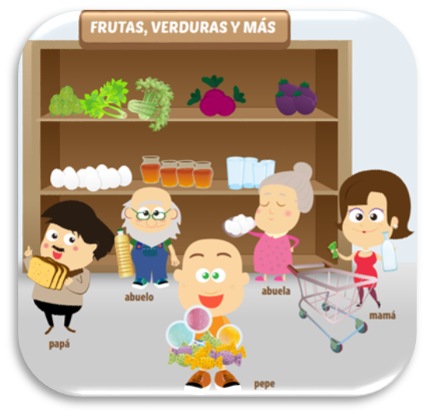 FRUTAS, VERDURAS Y MÁS
abuelo
abuela
mamá
papá
pepe